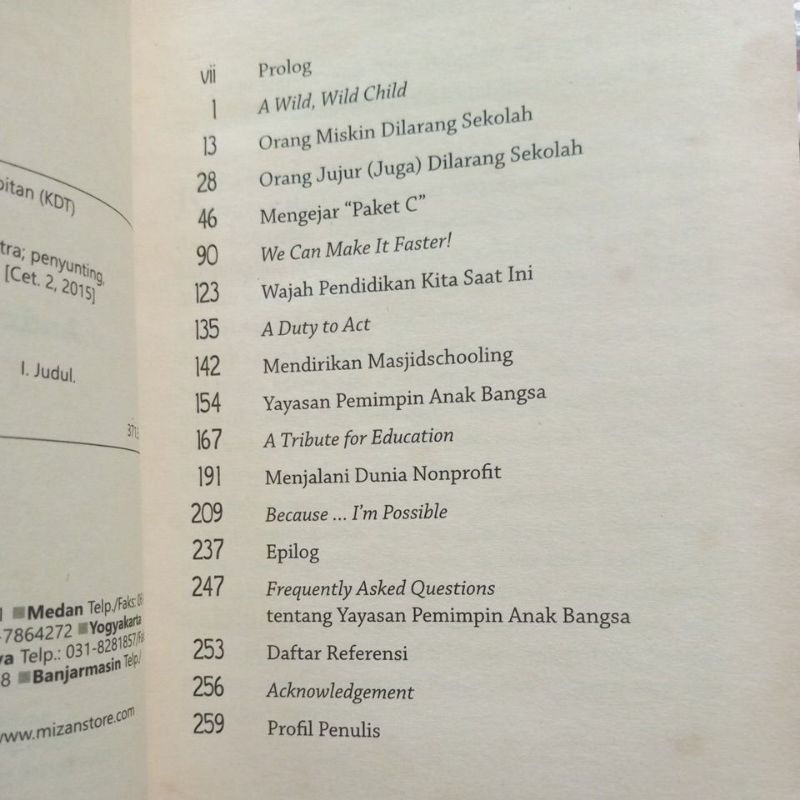 bitan (KDT)
tra; penyunting,
[Cet. 2, 2015]
I. Judul.
Medan Telp./Faks:
-7864272 Yogyakarta
Telp.: 031-8281857/
8 Banjarmasin Telp./
www.mizanstore.com
vii Prolog
1 A Wild, Wild Child
13 Orang Miskin Dilarang Sekolah
28 Orang Jujur (Juga) Dilarang Sekolah
46 Mengejar “Paket C”
90 We Can Make It Faster!
123 Wajah Pendidikan Kita Saat Ini
135 A Duty to Act
142 Mendirikan Masjidschooling
154 Yayasan Pemimpin Anak Bangsa
167 A Tribute for Education
191 Menjalani Dunia Nonprofit
209 Because ... I’m Possible
237 Epilog
247 Frequently Asked Questions
tentang Yayasan Pemimpin Anak Bangsa
253 Daftar Referensi
256 Acknowledgement
259 Profil Penulis